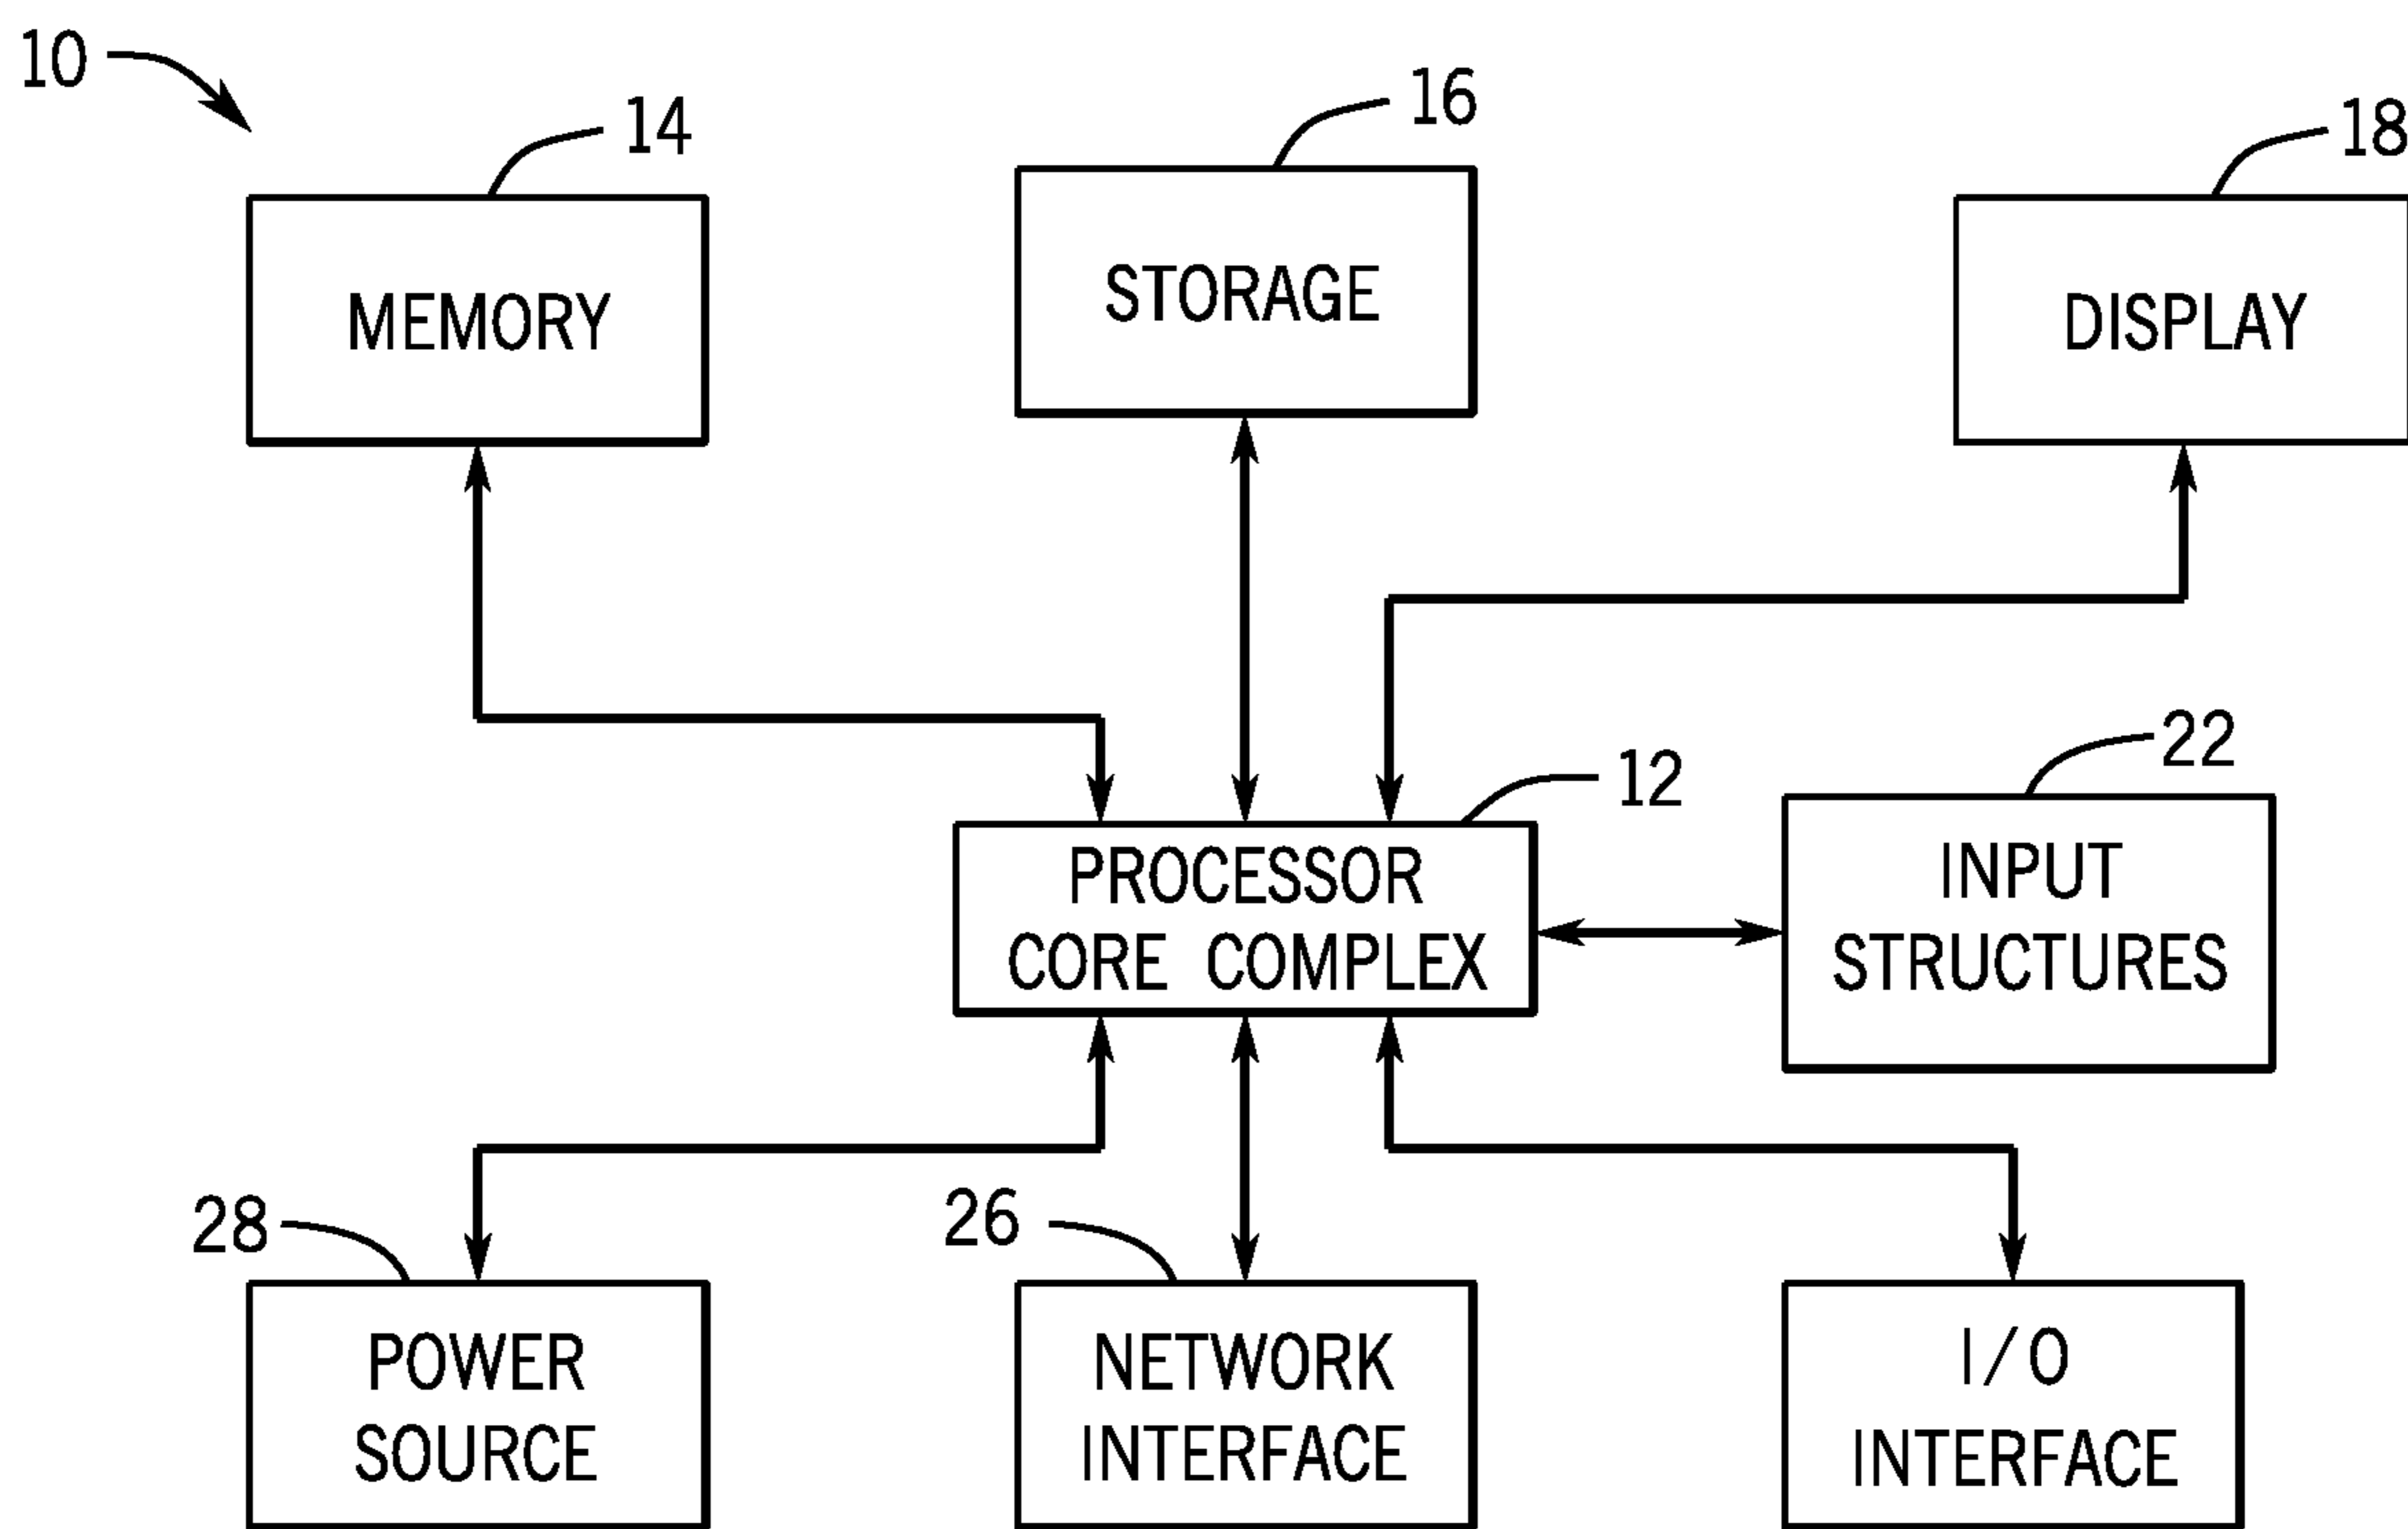 10
14
16
18
MEMORY
STORAGE
DISPLAY
12
22
PROCESSOR
CORE COMPLEX
INPUT
STRUCTURES
28
26
POWER
SOURCE
NETWORK
INTERFACE
I/O
INTERFACE